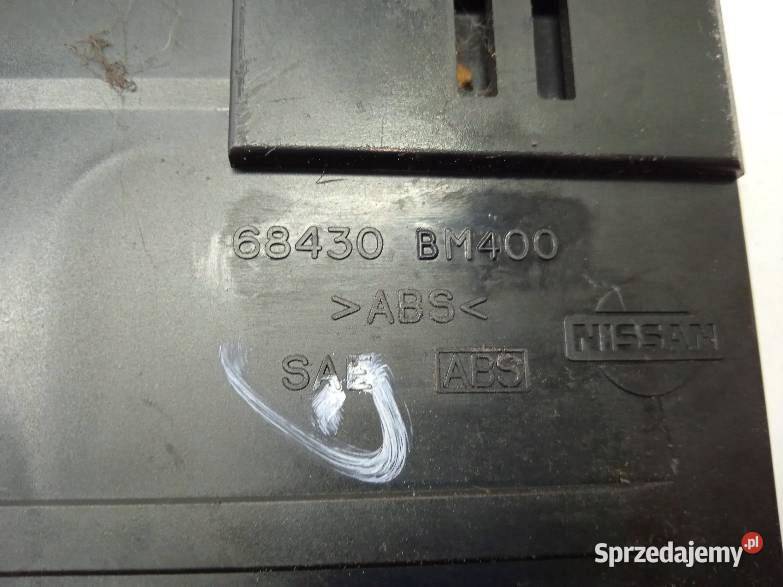 68430 BM400
>ABS<
NISSAN
SAE ABS
Sprzedajemy.pl